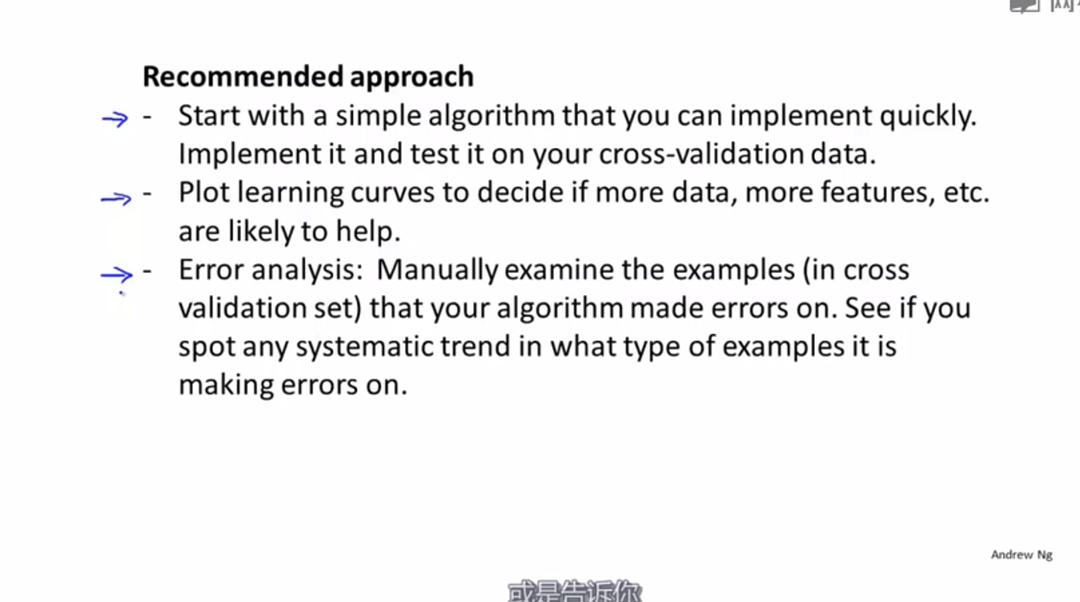 Recommended approach
- Start with a simple algorithm that you can implement quickly.
Implement it and test it on your cross-validation data.
- Plot learning curves to decide if more data, more features, etc.
are likely to help.
- Error analysis: Manually examine the examples (in cross
validation set) that your algorithm made errors on. See if you
spot any systematic trend in what type of examples it is
making errors on.
Andrew Ng
或是告诉你